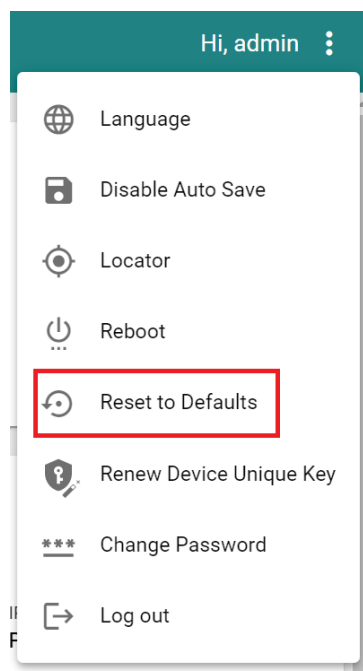 Hi, admin
Language
Disable Auto Save
Locator
Reboot
Reset to Defaults
Renew Device Unique Key
***
Change Password
Log out